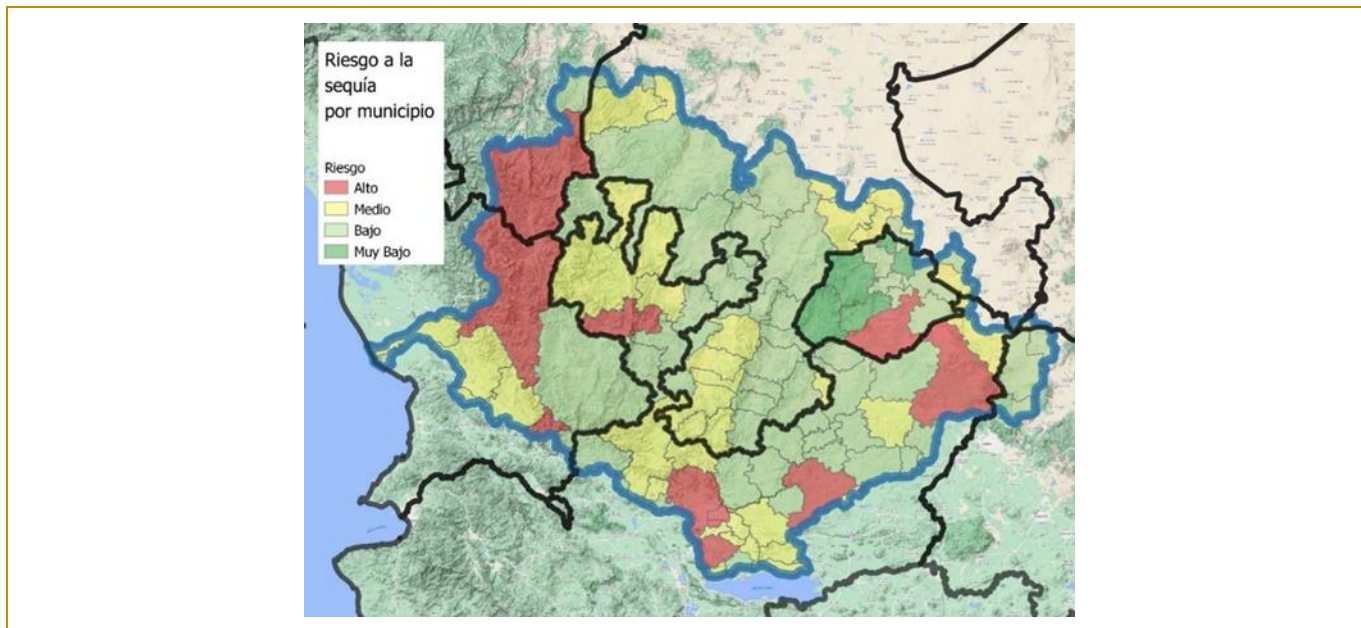 Riesgo a la
sequía
por municipio
Riesgo
Alto
Medio
Bajo
Muy Bajo